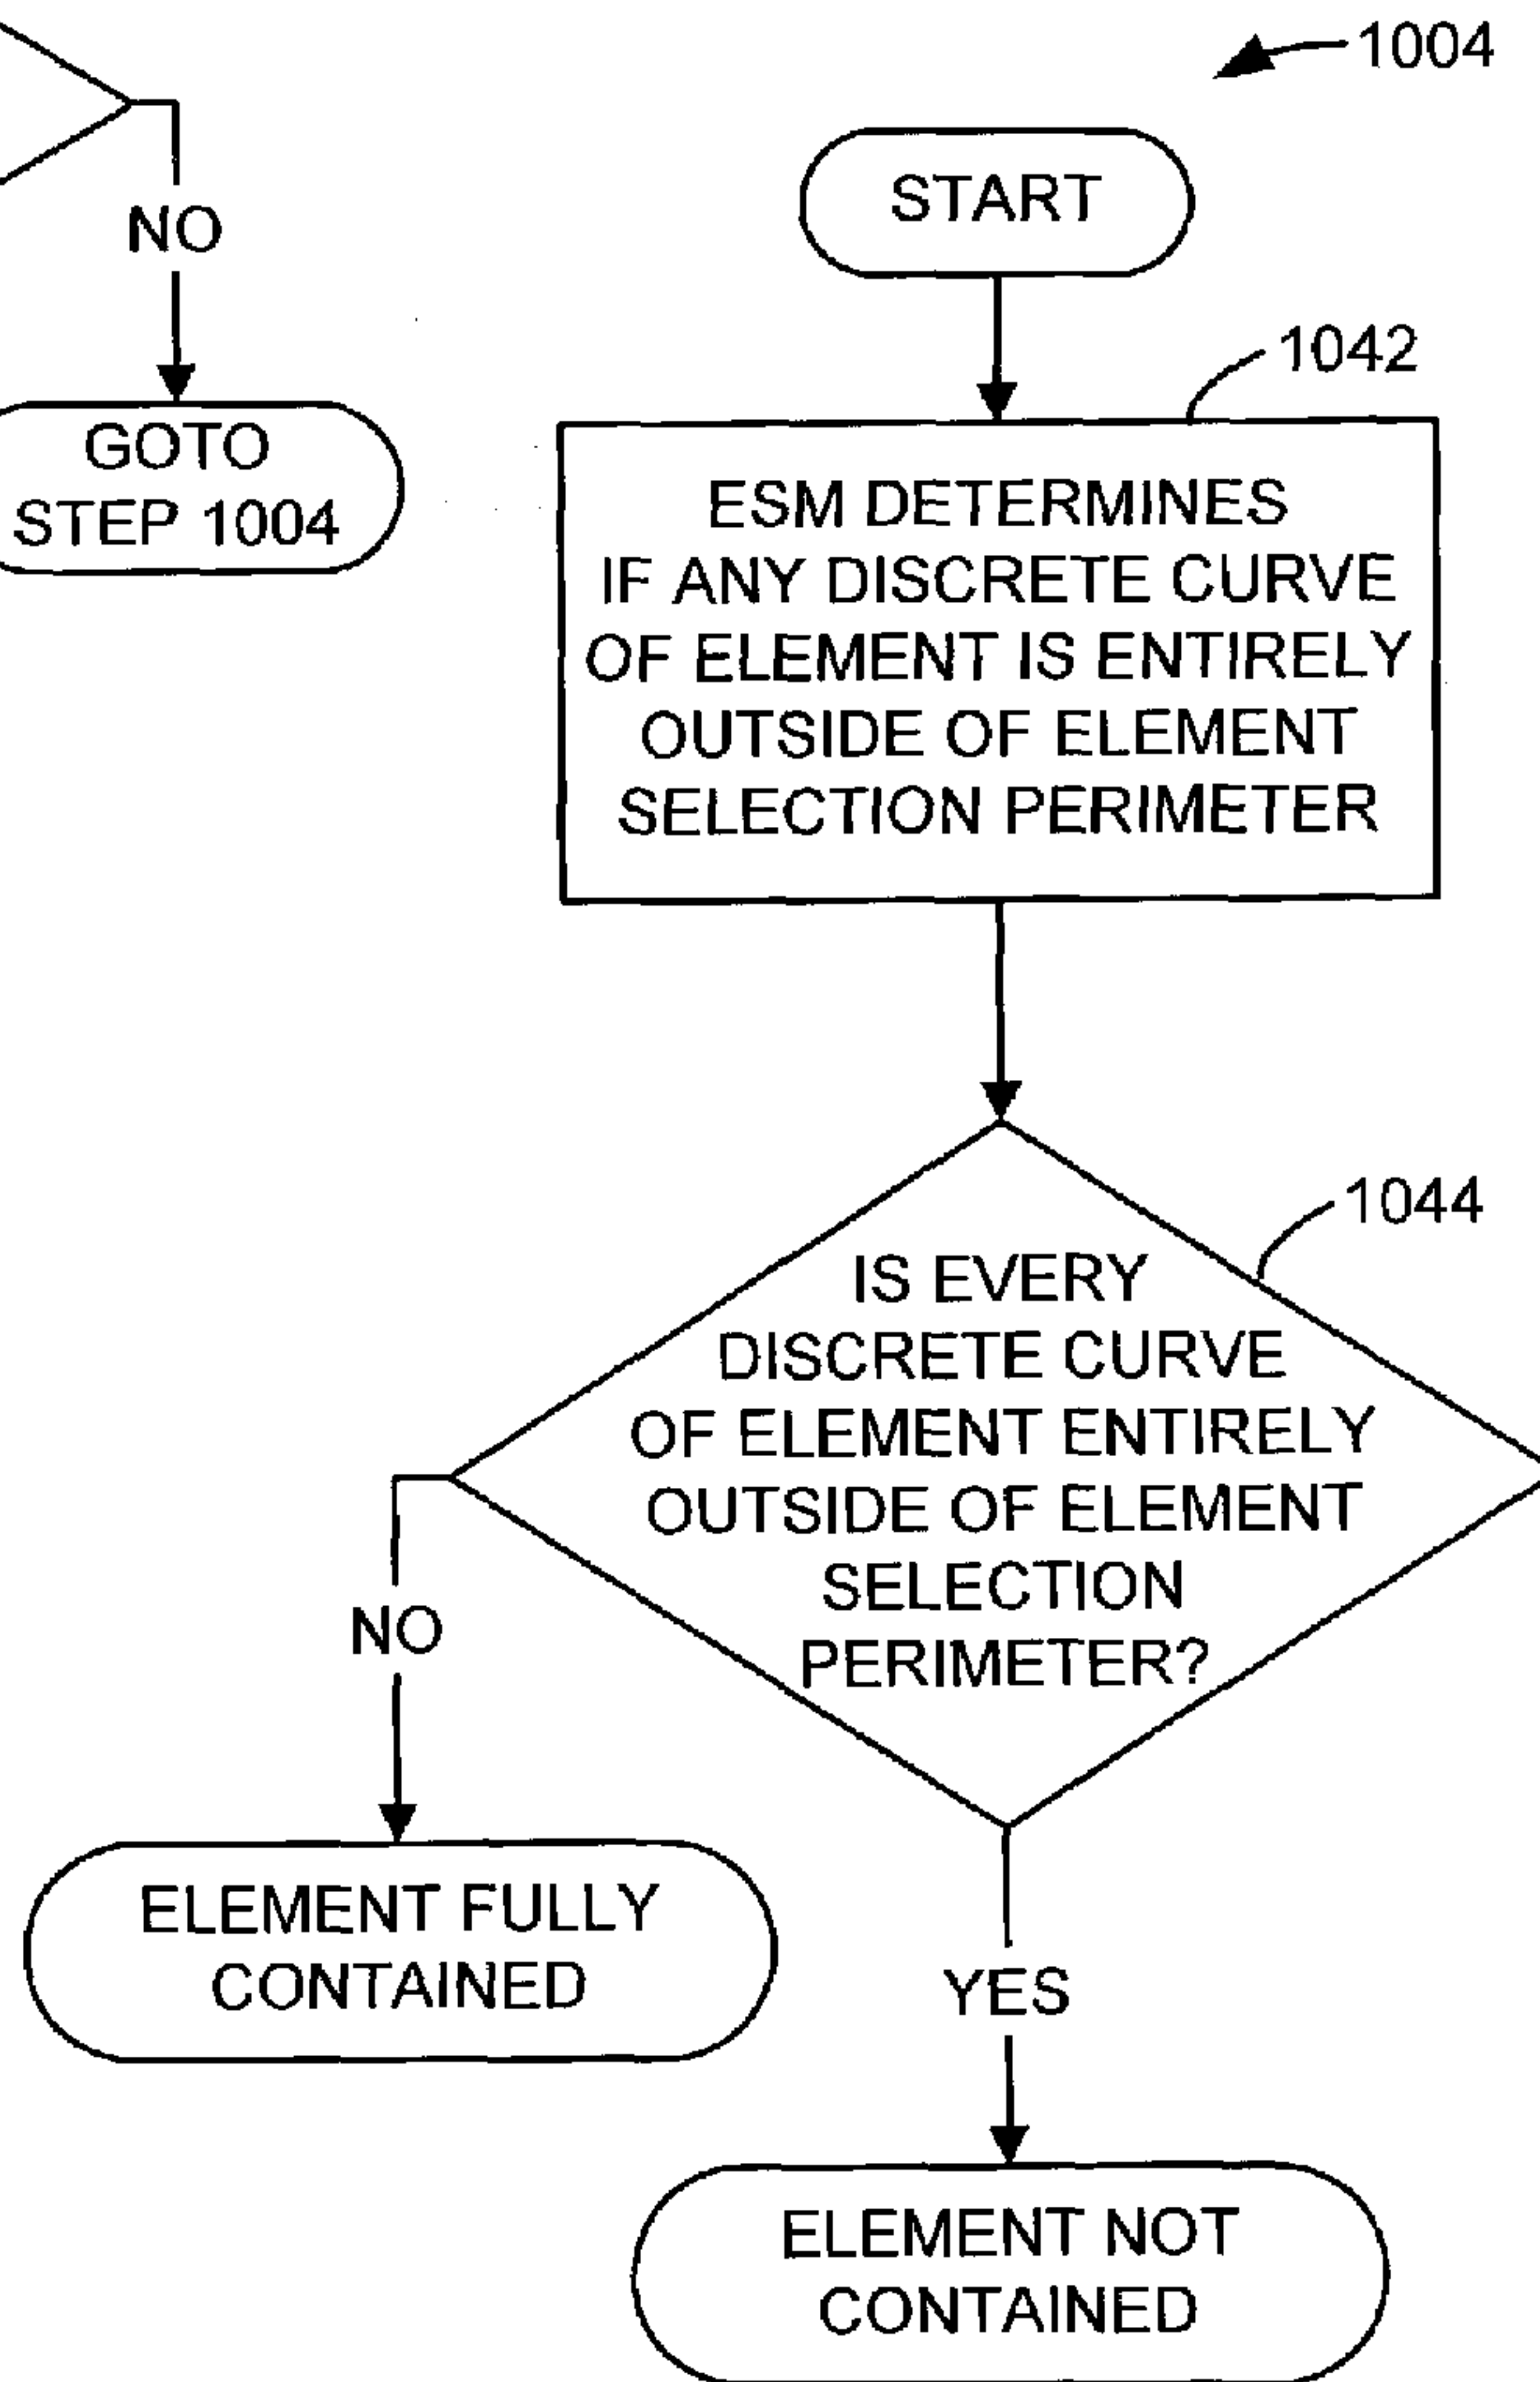 1004
START
NO
GOTO
STEP 1004
1042
ESM DETERMINES
IF ANY DISCRETE CURVE
OF ELEMENT IS ENTIRELY
OUTSIDE OF ELEMENT
SELECTION PERIMETER
1044
IS EVERY
DISCRETE CURVE
OF ELEMENT ENTIRELY
OUTSIDE OF ELEMENT
SELECTION
PERIMETER?
NO
ELEMENT FULLY
CONTAINED
YES
ELEMENT NOT
CONTAINED